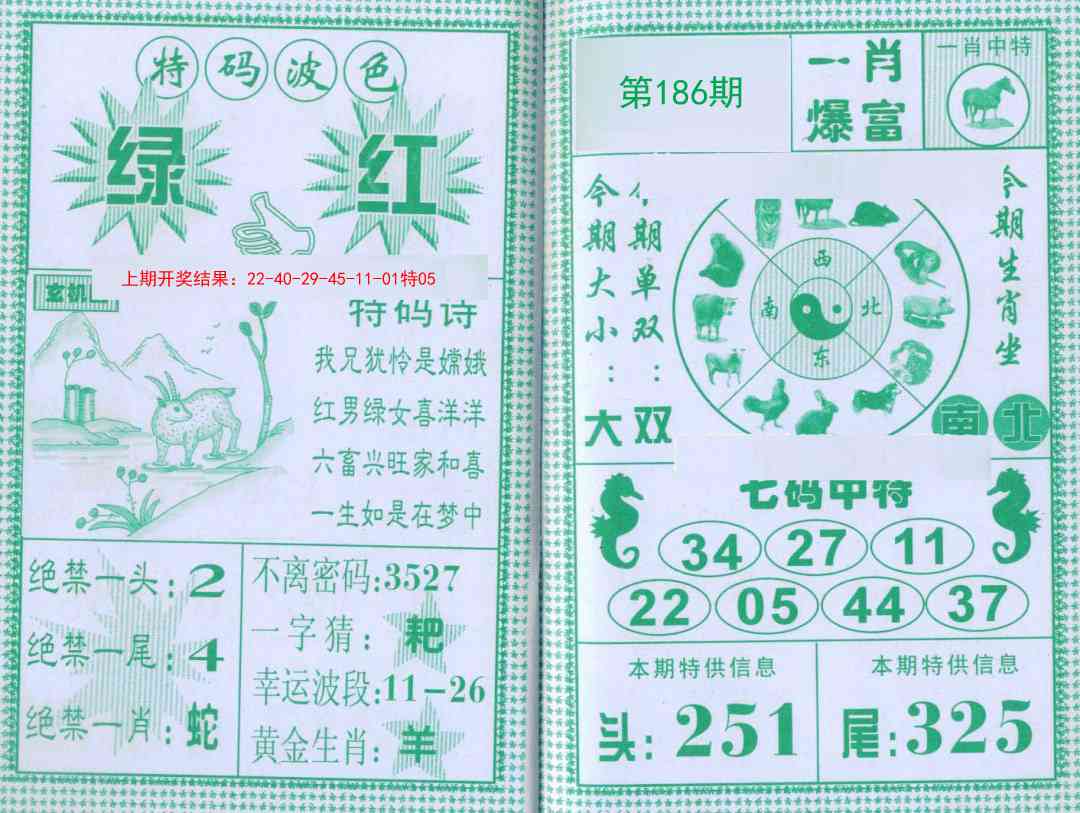 特码波色
绿 红
上期开奖结果：22-40-29-45-11-01特05
玄机
特码诗
我兄犹怜是嫦娥
红男绿女喜洋洋
六畜兴旺家和喜
一生如是在梦中
绝禁一头：2
绝禁一尾：4
绝禁一肖：蛇
不离密码:3527
一字猜：耙
幸运波段:11-26
黄金生肖：羊
第186期
一肖
爆富
一肖中特
今期大小：大
期单双：双
今期生肖坐
南北
西
南 北
东
七码中特
34 27 11
22 05 44 37
本期特供信息
头：251
本期特供信息
尾：325